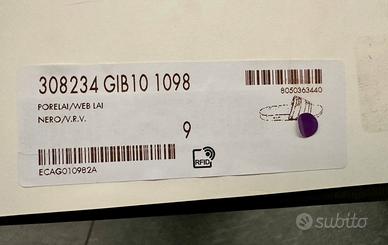 308234 GIB10 1098
8050363440
PORELAI/WEB LAI
NERO/V.R.V.
9
RFID
ECAG010982A
subito